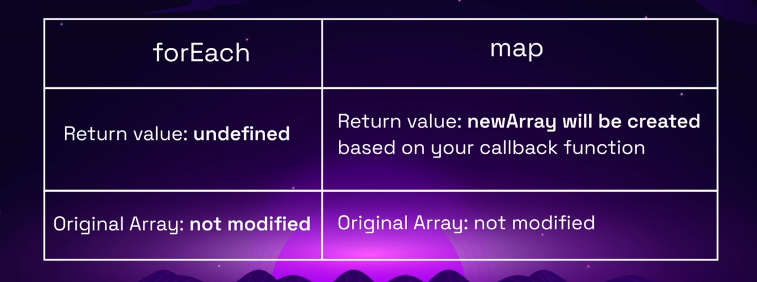 forEach
map
Return value: undefined
Return value: newArray will be created
based on your callback function
Original Array: not modified
Original Array: not modified